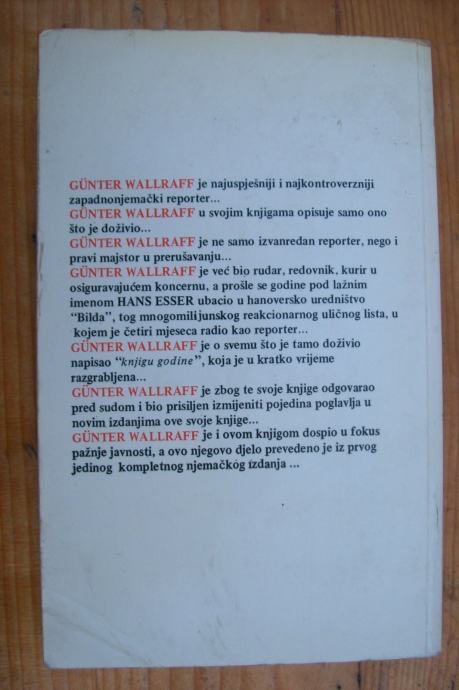 GÜNTER WALLRAFF je najuspješniji i najkontroverzniji
zapadnonjemački reporter...
GÜNTER WALLRAFF u svojim knjigama opisuje samo ono
što je doživio...
GÜNTER WALLRAFF je ne samo izvanredan reporter, nego i
pravi majstor u prerušavanju...
GÜNTER WALLRAFF je već bio rudar, redovnik, kurir u
osiguravajućem koncernu, a prošle se godine pod lažnim
imenom HANS ESSER ubacio u hanoversko uredništvo
"Bilda", tog mnogomilijunskog reakcionarnog uličnog lista, u
kojem je četiri mjeseca radio kao reporter...
GÜNTER WALLRAFF je o svemu što je tamo doživio
napisao "knjigu godine", koja je u kratko vrijeme
razgrabljena...
GÜNTER WALLRAFF je zbog te svoje knjige odgovarao
pred sudom i bio prisiljen izmijeniti pojedina poglavlja u
novim izdanjima ove svoje knjige...
GÜNTER WALLRAFF je i ovom knjigom dospio u fokus
pažnje javnosti, a ovo njegovo djelo prevedeno je iz prvog
jedinog kompletnog njemačkog izdanja ...